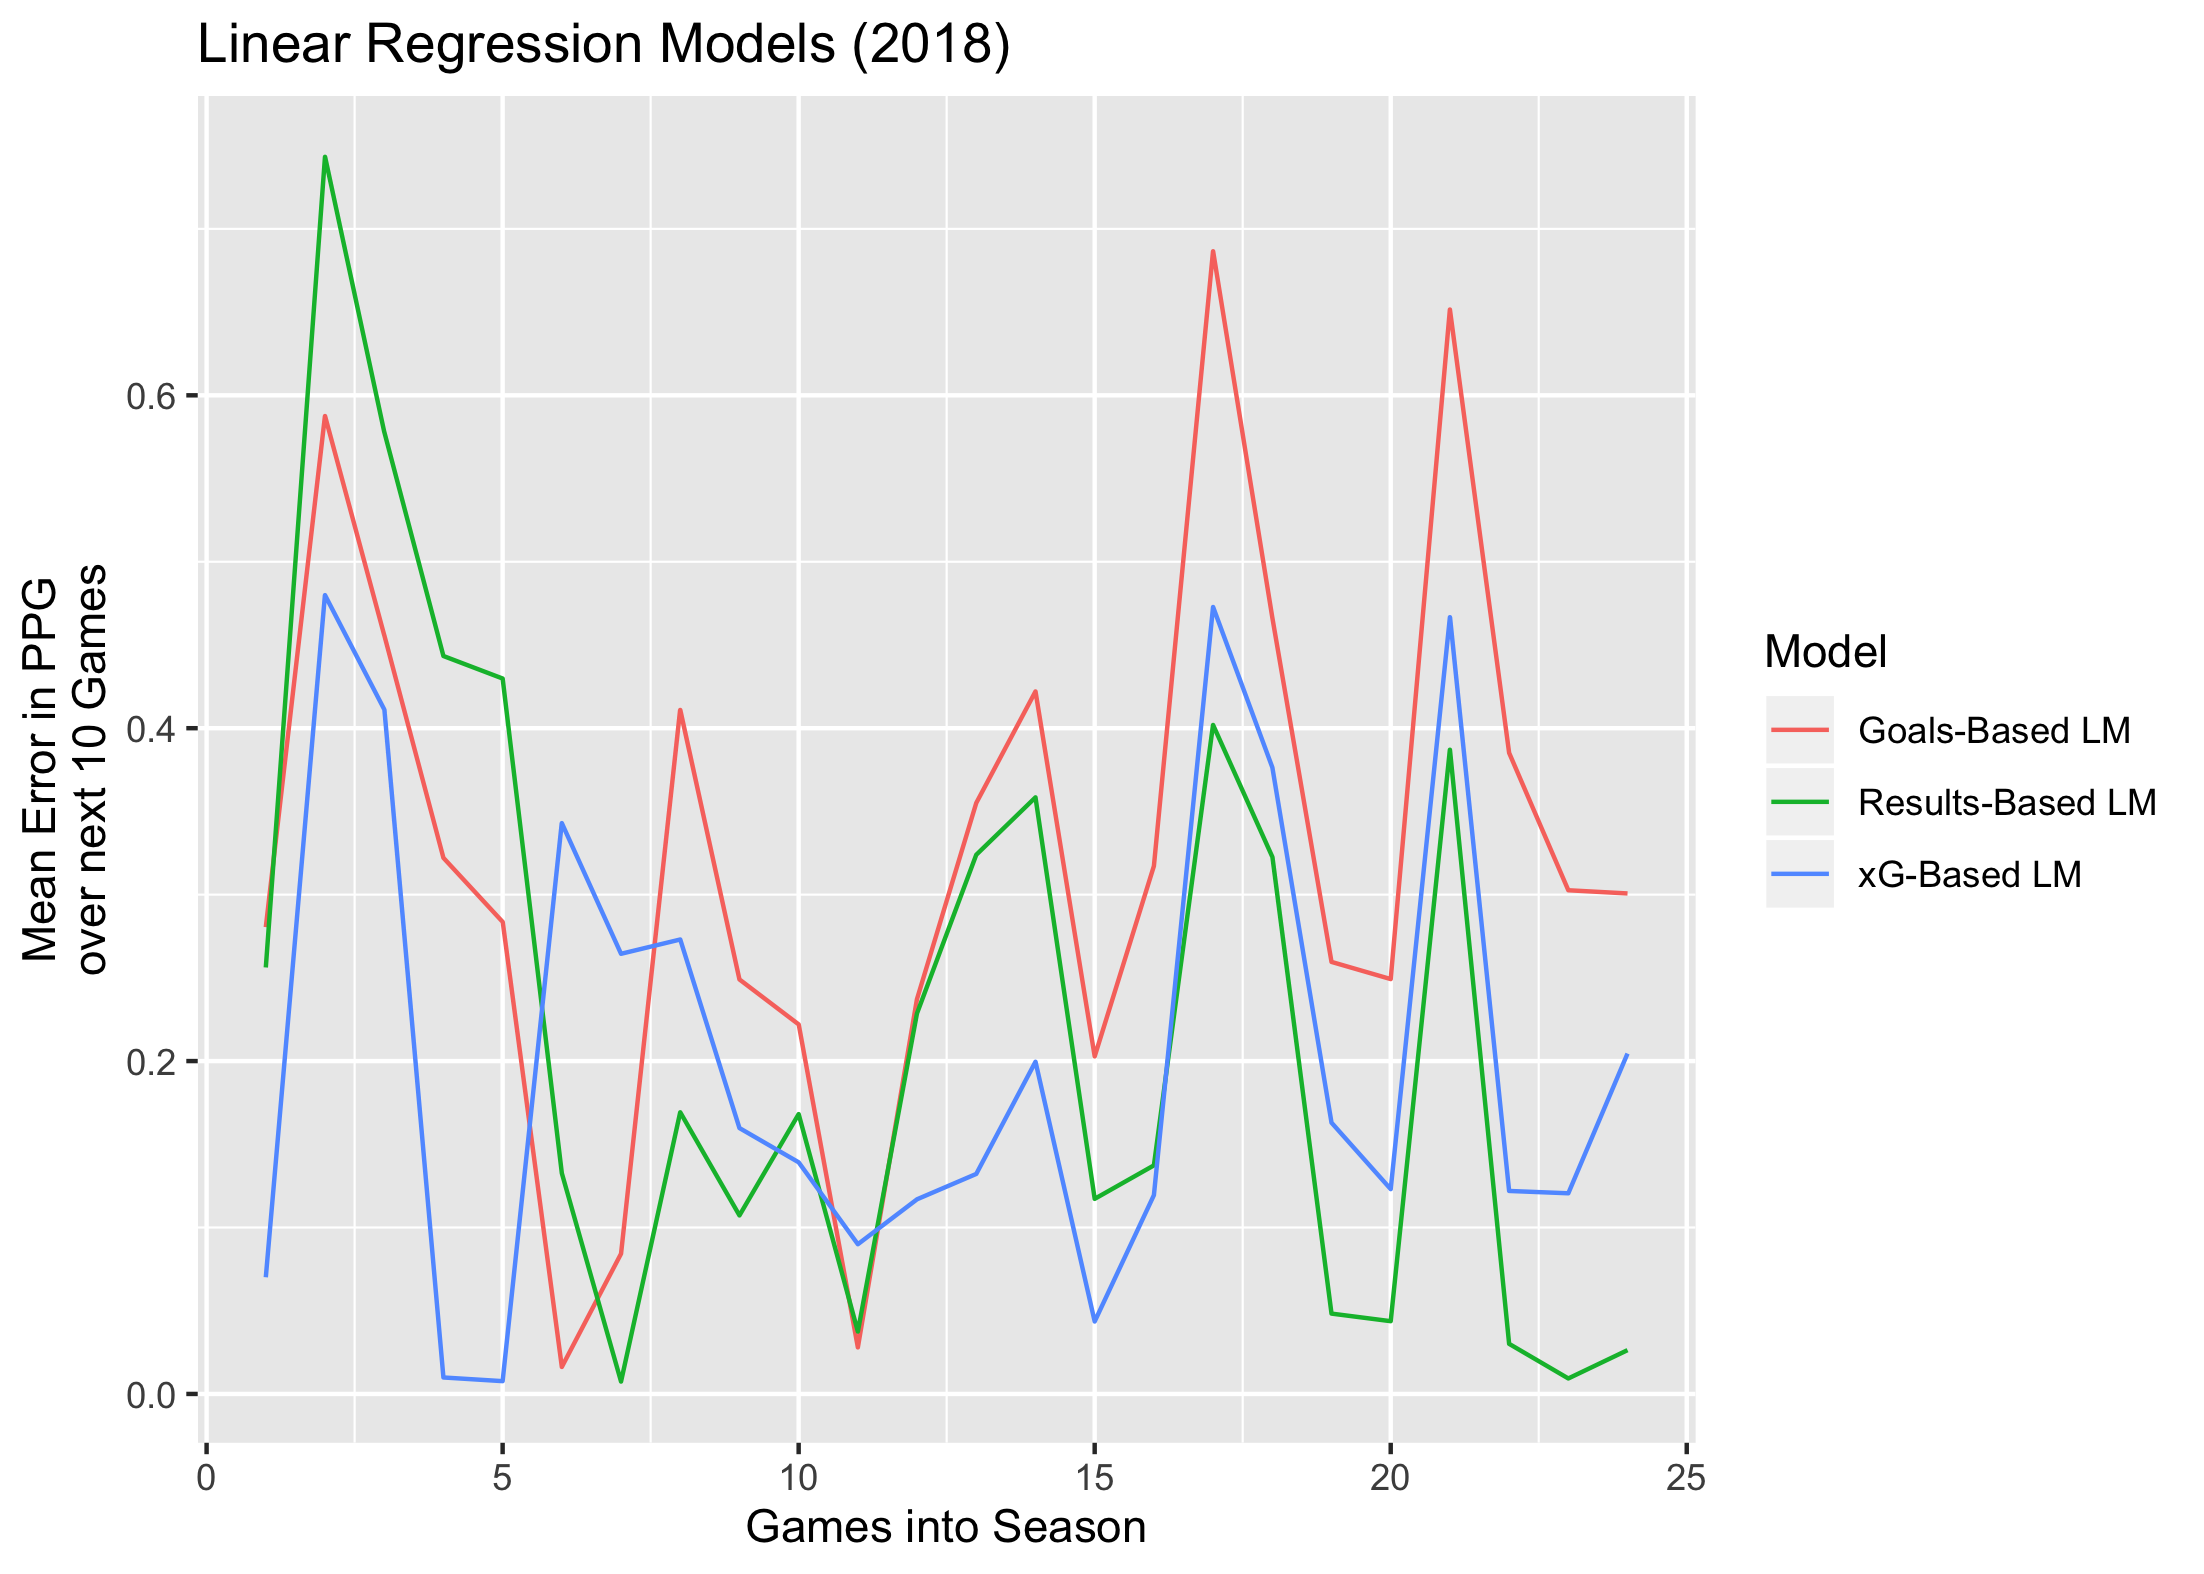 Linear Regression Models (2018)
Mean Error in PPG
over next 10 Games
0.6
0.4
0.2
0.0
0
5
10
15
20
25
Games into Season
Model
Goals-Based LM
Results-Based LM
xG-Based LM